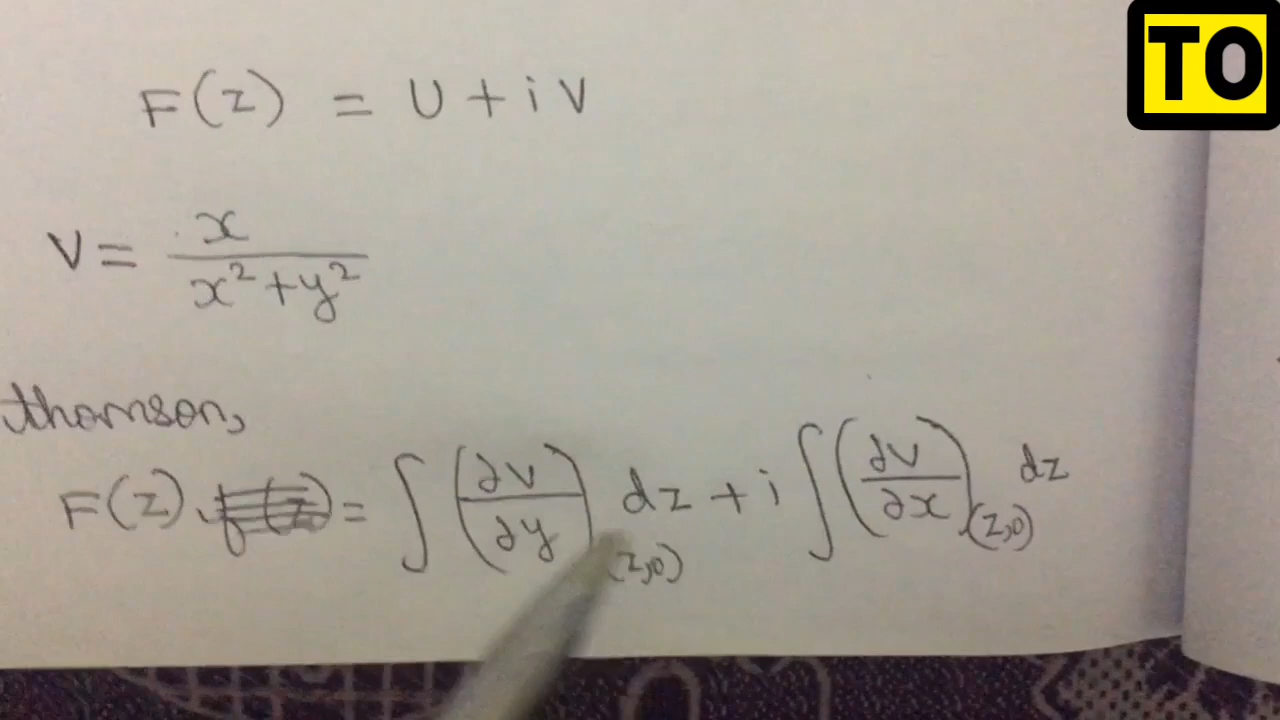 TO
F(z) = U + i V
V = x / x² + y²
thomson,
F(z) f(z) = ∫ (∂V/∂y)(z,0) dz + i ∫ (∂V/∂x)(z,0) dz